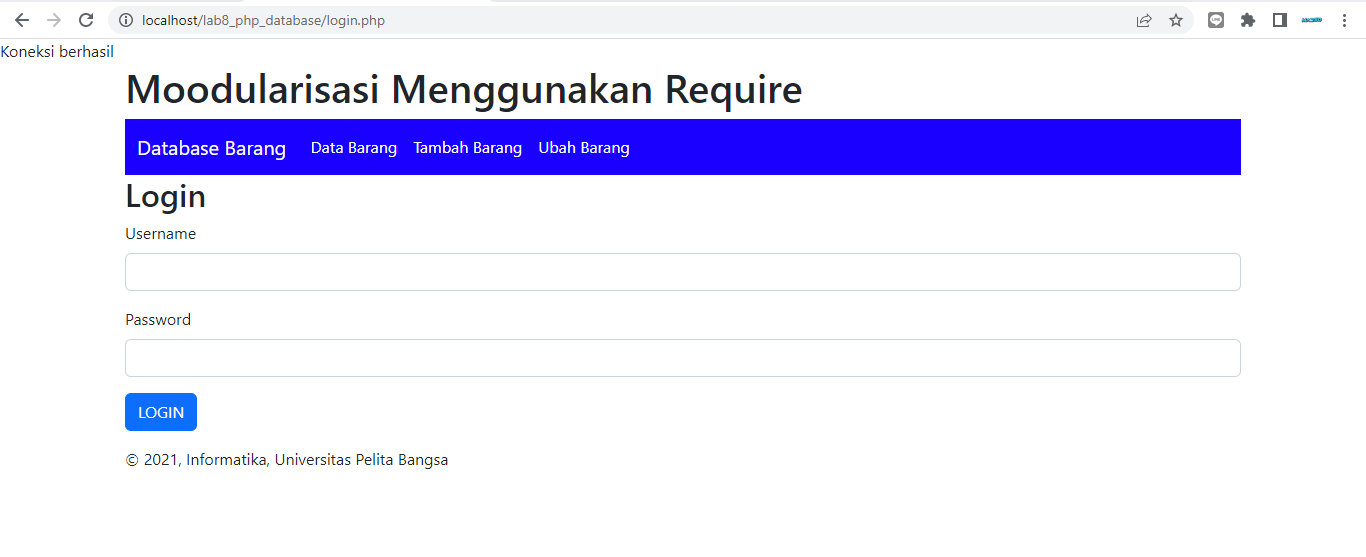 localhost/lab8_php_database/login.php
Koneksi berhasil
Moodularisasi Menggunakan Require
Database Barang Data Barang Tambah Barang Ubah Barang
Login
Username
Password
LOGIN
© 2021, Informatika, Universitas Pelita Bangsa